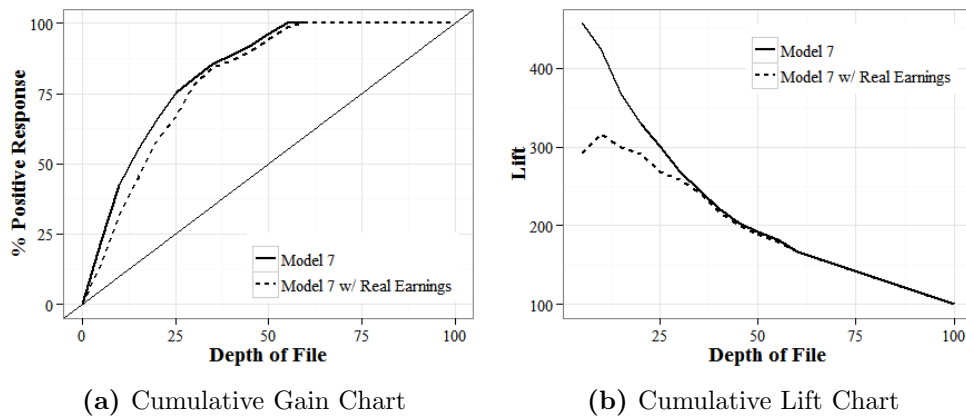 100
75
50
25
0
% Positive Response
Model 7
Model 7 w/ Real Earnings
0 25 50 75 100
Depth of File
(a) Cumulative Gain Chart
400
300
200
100
Lift
Model 7
Model 7 w/ Real Earnings
25 50 75 100
Depth of File
(b) Cumulative Lift Chart